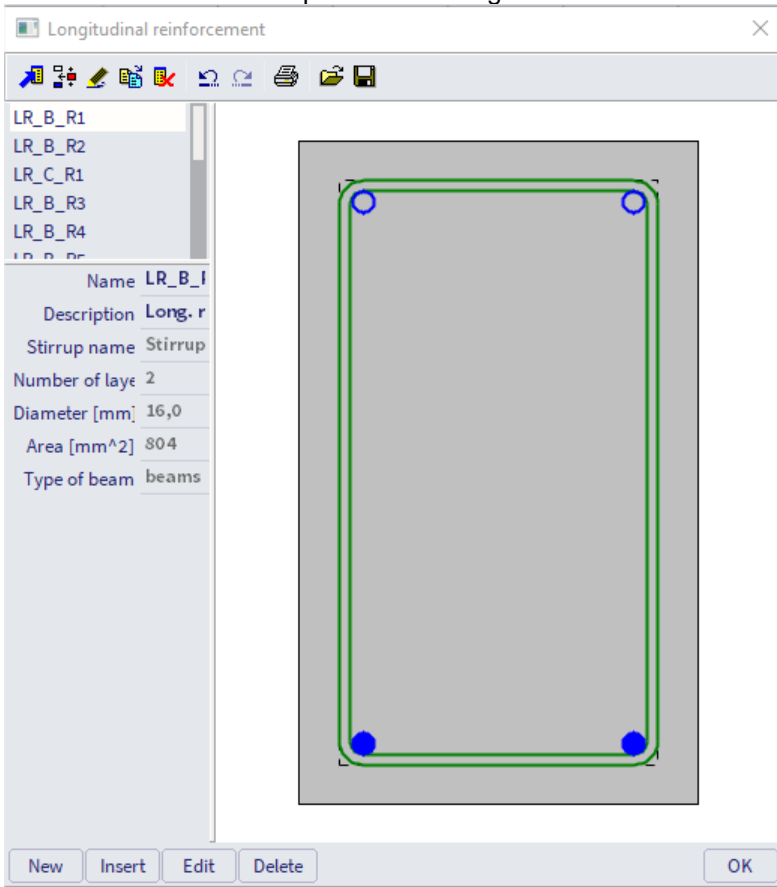 Longitudinal reinforcement
LR_B_R1
LR_B_R2
LR_C_R1
LR_B_R3
LR_B_R4
Name LR_B_
Description Long. r
Stirrup name Stirrup
Number of laye 2
Diameter [mm] 16,0
Area [mm^2] 804
Type of beam beams
New Insert Edit Delete OK